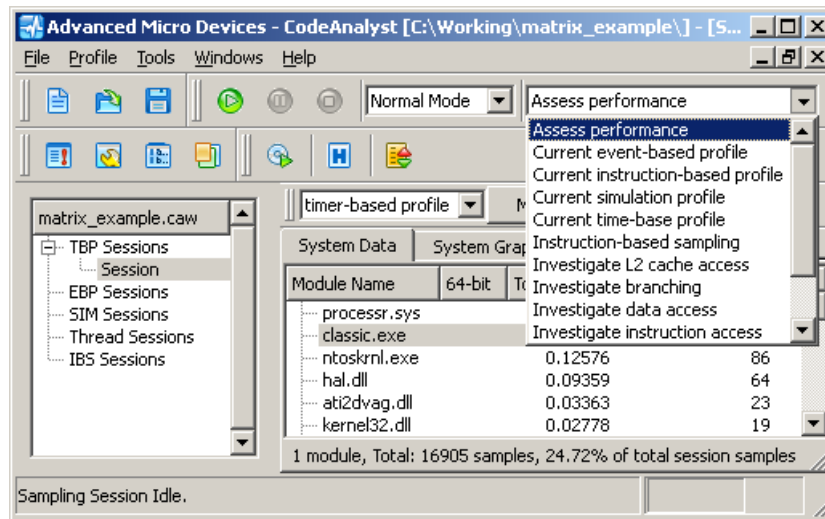 Advanced Micro Devices - CodeAnalyst [C:\Working\matrix_example\] - [S...
File Profile Tools Windows Help
Normal Mode Assess performance
Assess performance
Current event-based profile
Current instruction-based profile
Current simulation profile
Current time-base profile
Instruction-based sampling
Investigate L2 cache access
Investigate branching
Investigate data access
Investigate instruction access
H
matrix_example.caw
TBP Sessions
Session
EBP Sessions
SIM Sessions
Thread Sessions
IBS Sessions
timer-based profile M
System Data System Grap
Module Name 64-bit To
processr.sys
classic.exe
ntoskrnl.exe 0.12576 86
hal.dll 0.09359 64
ati2dvag.dll 0.03363 23
kernel32.dll 0.02778 19
1 module, Total: 16905 samples, 24.72% of total session samples
Sampling Session Idle.